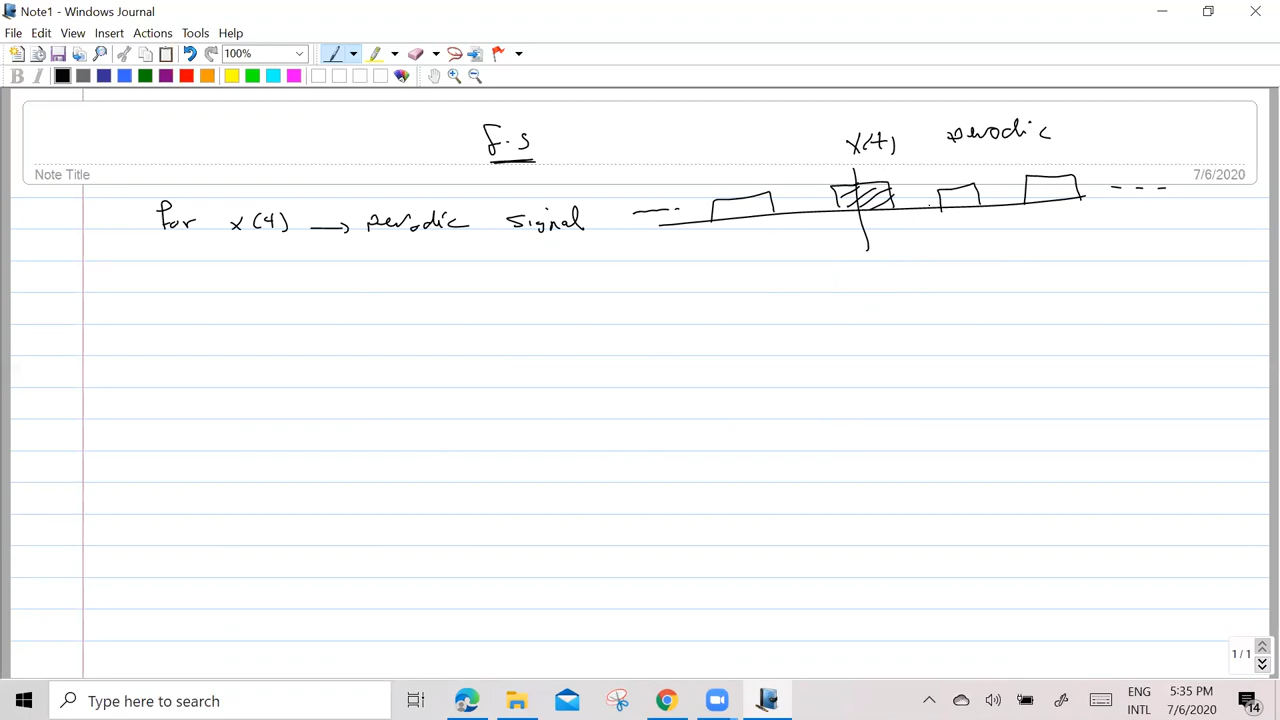 Note1 - Windows Journal
File Edit View Insert Actions Tools Help
100%
B I
F.S
x(t) periodic
Note Title
7/6/2020
for x(t) → periodic signal
1 / 1
Type here to search
ENG
INTL
5:35 PM
7/6/2020
14